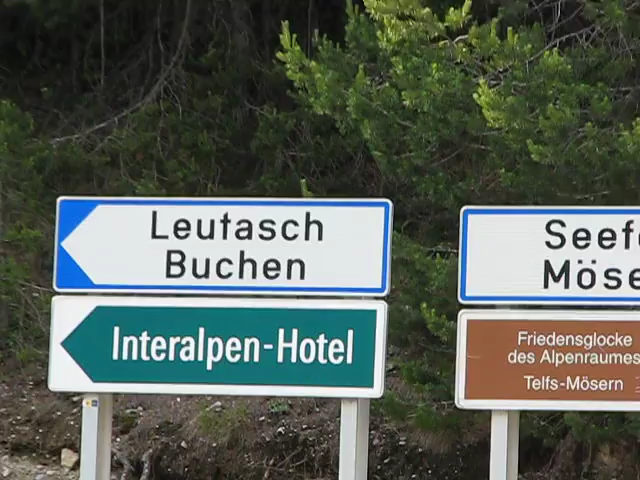 Leutasch
Buchen
Interalpen-Hotel
Seefe
Möse
Friedensglocke
des Alpenraumes
Telfs-Mösern